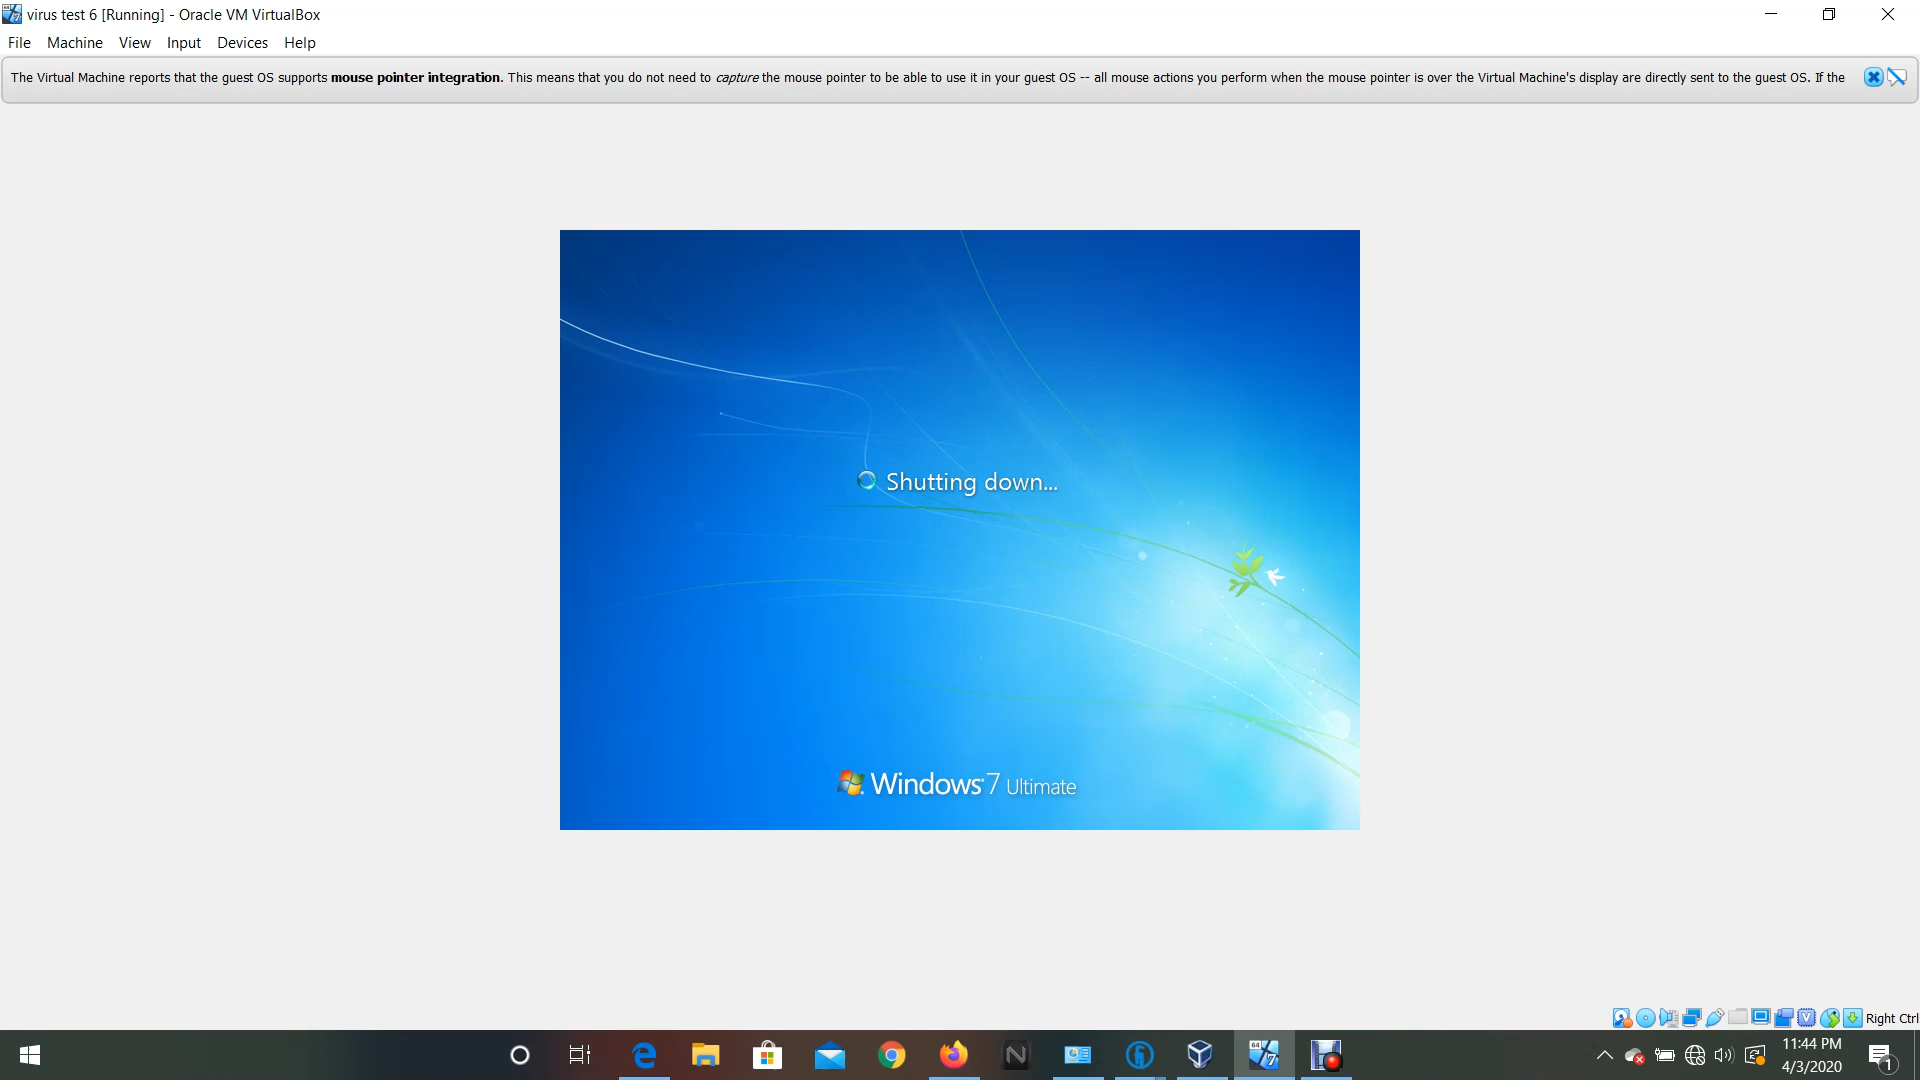 virus test 6 [Running] - Oracle VM VirtualBox
File Machine View Input Devices Help
The Virtual Machine reports that the guest OS supports mouse pointer integration. This means that you do not need to capture the mouse pointer to be able to use it in your guest OS -- all mouse actions you perform when the mouse pointer is over the Virtual Machine's display are directly sent to the guest OS. If the
Shutting down...
Windows 7 Ultimate
Right Ctrl
11:44 PM
4/3/2020
1